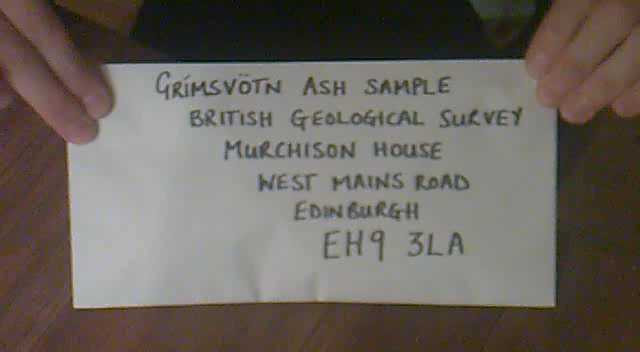 GRÍMSVÖTN ASH SAMPLE
BRITISH GEOLOGICAL SURVEY
MURCHISON HOUSE
WEST MAINS ROAD
EDINBURGH
EH9 3LA